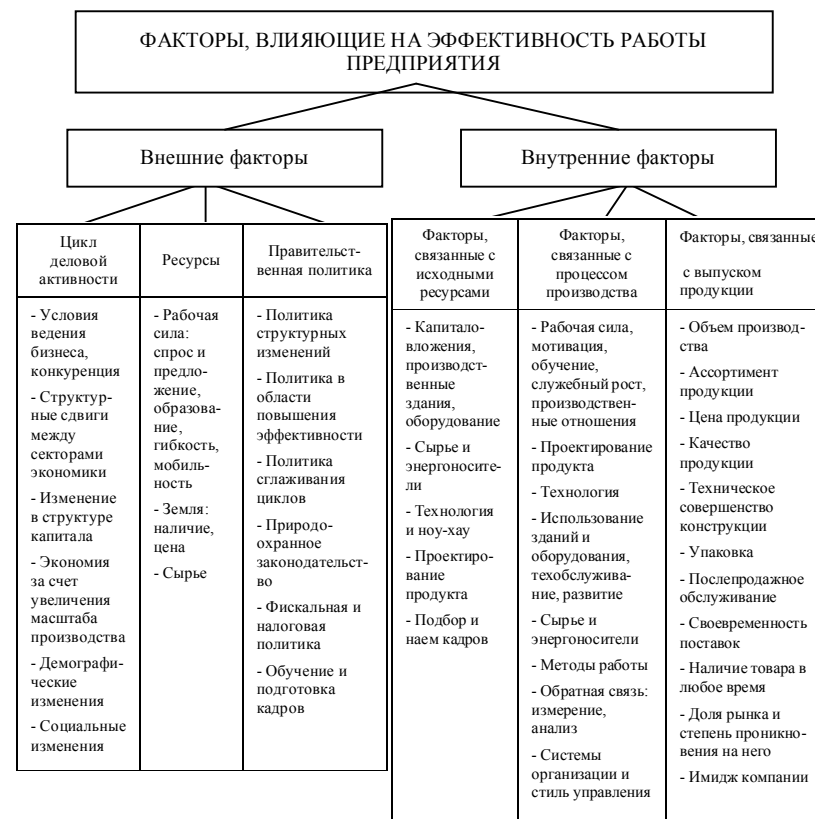 ФАКТОРЫ, ВЛИЯЮЩИЕ НА ЭФФЕКТИВНОСТЬ РАБОТЫ
ПРЕДПРИЯТИЯ
Внешние факторы
Внутренние факторы
Цикл
деловой
активности
Ресурсы
Правительст-
венная политика
Факторы,
связанные с
исходными
ресурсами
Факторы,
связанные с
процессом
производства
Факторы, связанные
с выпуском
продукции
- Условия
ведения
бизнеса,
конкуренция
- Структур-
ные сдвиги
между
секторами
экономики
- Изменение
в структуре
капитала
- Экономия
за счет
увеличения
масштаба
производства
- Демографи-
ческие
изменения
- Социальные
изменения
- Рабочая
сила:
спрос и
предло-
жение,
образова-
ние,
гибкость,
мобиль-
ность
- Земля:
наличие,
цена
- Сырье
- Политика
структурных
изменений
- Политика в
области
повышения
эффективности
- Политика
сглаживания
циклов
- Природо-
охранное
законодательст-
во
- Фискальная и
налоговая
политика
- Обучение и
подготовка
кадров
- Капитало-
вложения,
производст-
венные
здания,
оборудование
- Сырье и
энергоносите-
ли
- Технология
и ноу-хау
- Проектиро-
вание
продукта
- Подбор и
наем кадров
- Рабочая сила,
мотивация,
обучение,
служебный рост,
производствен-
ные отношения
- Проектирование
продукта
- Технология
- Использование
зданий и
оборудования,
техобслужива-
ние, развитие
- Сырье и
энергоносители
- Методы работы
- Обратная связь:
измерение,
анализ
- Системы
организации и
стиль управления
- Объем производ-
ства
- Ассортимент
продукции
- Цена продукции
- Качество
продукции
- Техническое
совершенство
конструкции
- Упаковка
- Послепродажное
обслуживание
- Своевременность
поставок
- Наличие товара в
любое время
- Доля рынка и
степень проникно-
вения на него
- Имидж компании